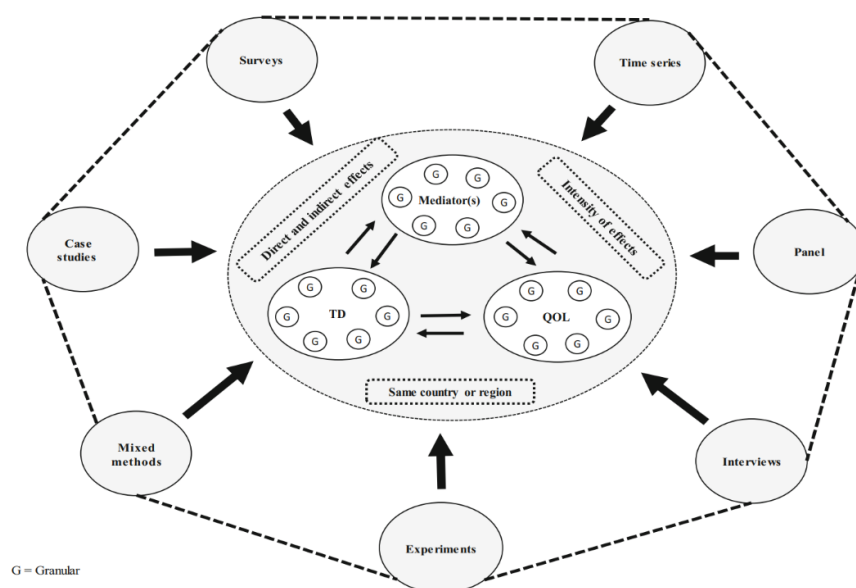 Surveys
Time series
Direct and indirect effects
G
G
G
Mediator(s)
G
G
G
Intensity of effects
Case
studies
Panel
G
G
G
TD
G
G
G
G
G
G
QOL
G
G
G
Same country or region
Mixed
methods
Interviews
Experiments
G = Granular